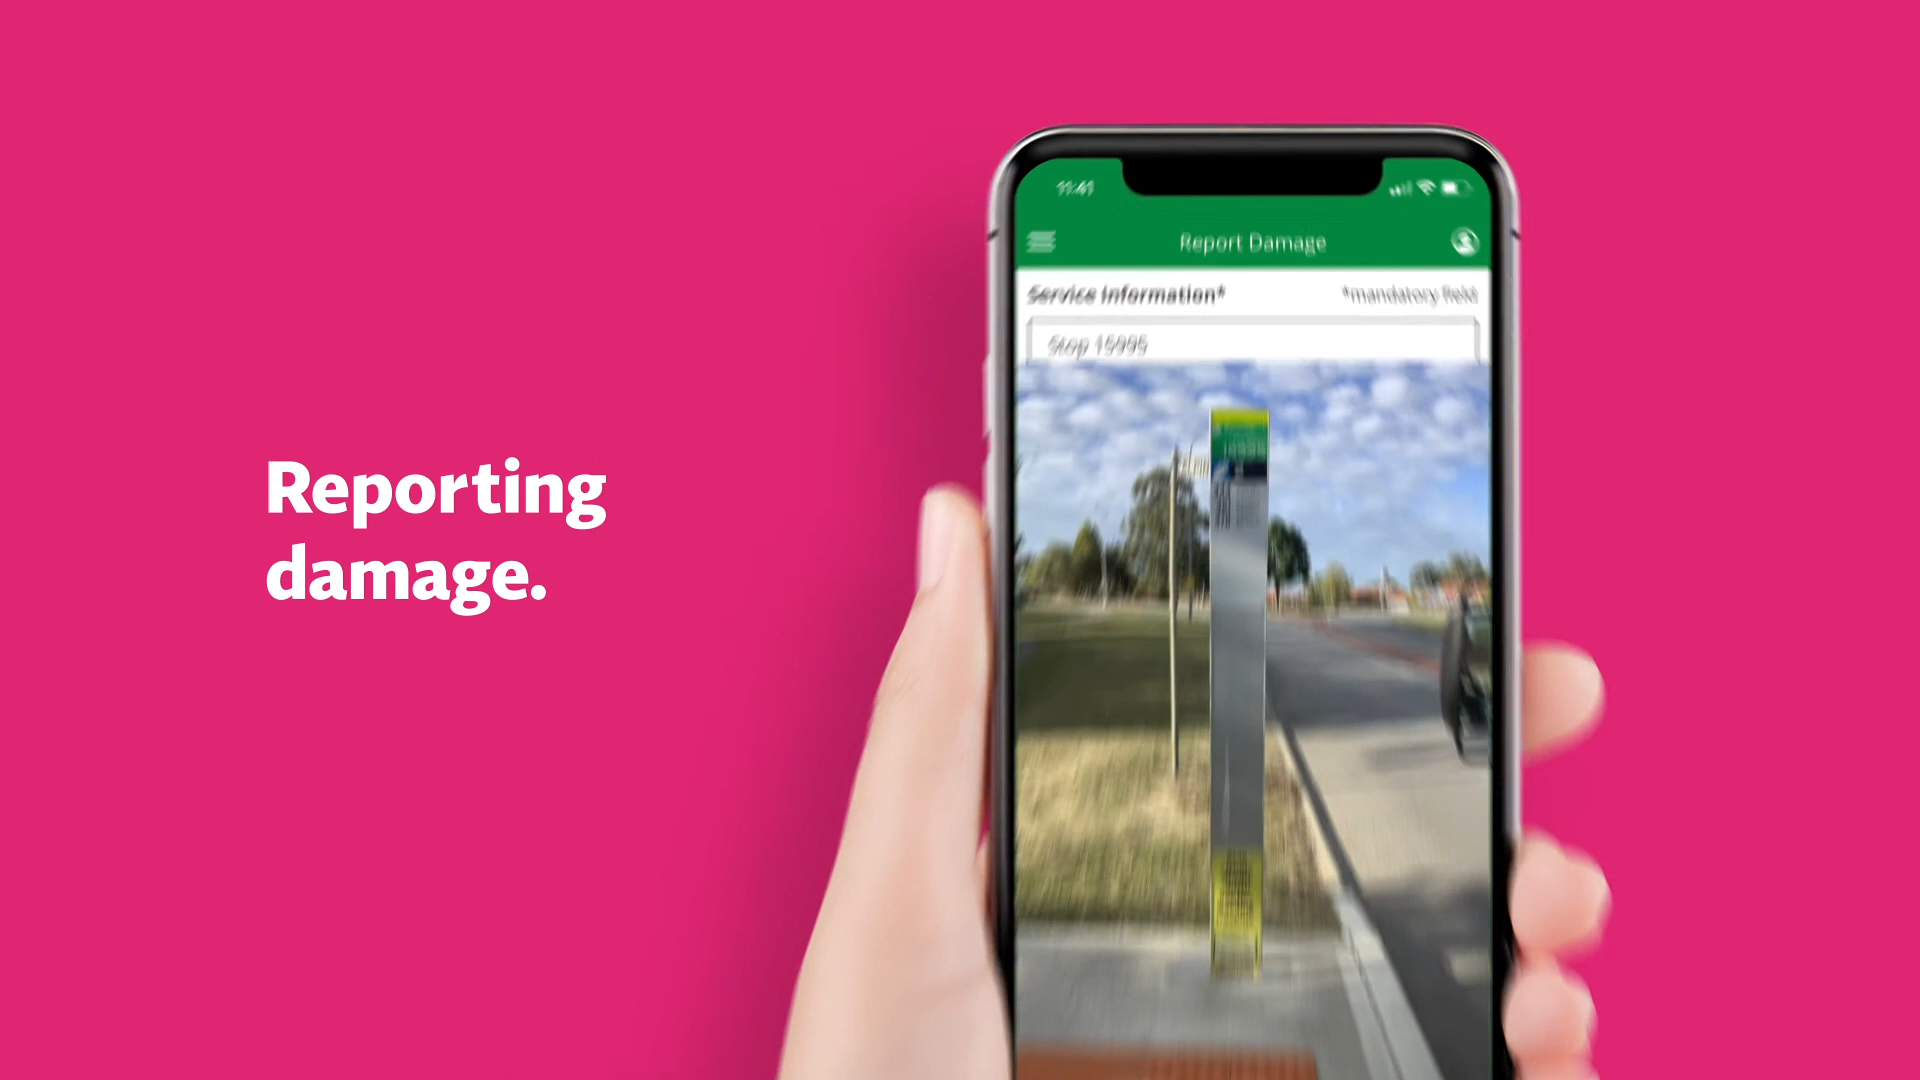 Reporting
damage.
11:41
Report Damage
Service Information*
*mandatory field
Stop 15995